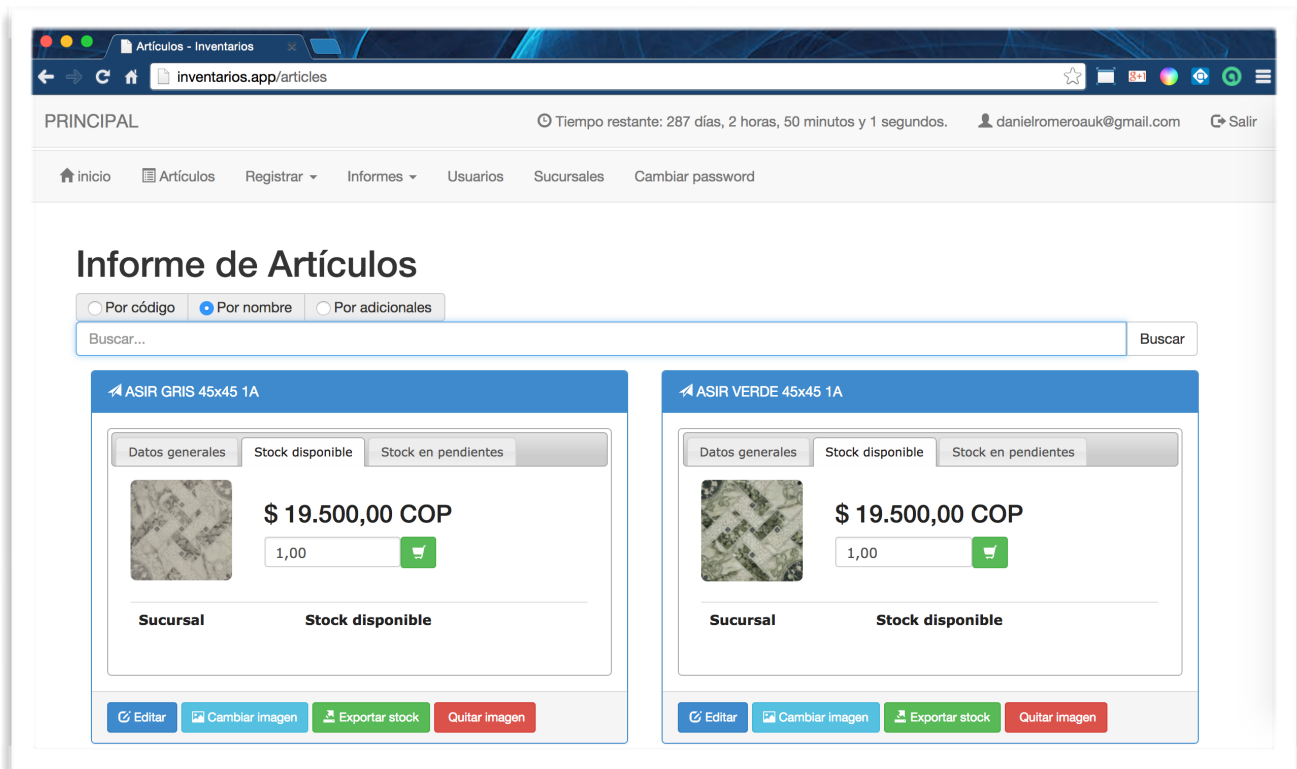 Artículos - Inventarios
inventarios.app/articles
PRINCIPAL
Tiempo restante: 287 días, 2 horas, 50 minutos y 1 segundos.
danielromeroauk@gmail.com
Salir
inicio Artículos Registrar Informes Usuarios Sucursales Cambiar password
Informe de Artículos
Por código Por nombre Por adicionales
Buscar... Buscar
ASIR GRIS 45x45 1A
Datos generales Stock disponible Stock en pendientes
$ 19.500,00 COP
1,00
Sucursal Stock disponible
Editar Cambiar imagen Exportar stock Quitar imagen
ASIR VERDE 45x45 1A
Datos generales Stock disponible Stock en pendientes
$ 19.500,00 COP
1,00
Sucursal Stock disponible
Editar Cambiar imagen Exportar stock Quitar imagen